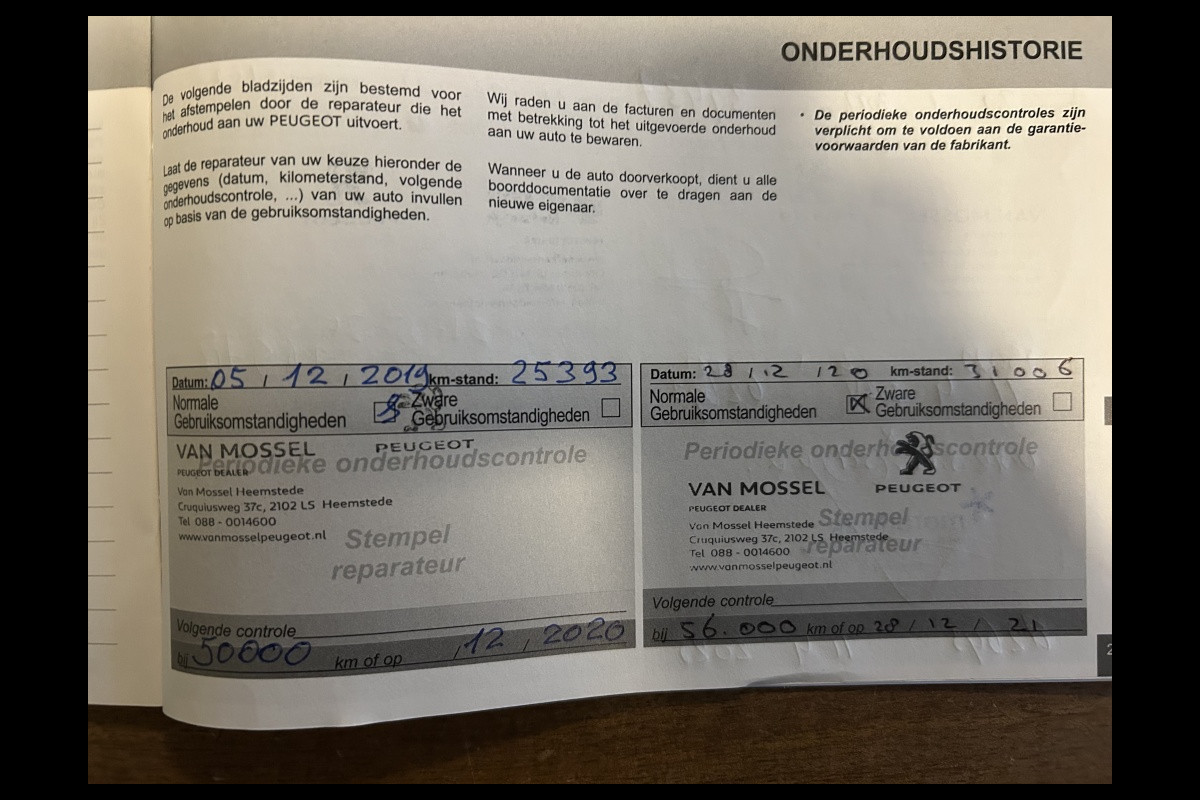 ONDERHOUDSHISTORIE
De volgende bladzijden zijn bestemd voor
het afstempelen door de reparateur die het
onderhoud aan uw PEUGEOT uitvoert.
Laat de reparateur van uw keuze hieronder de
gegevens (datum, kilometerstand, volgende
onderhoudscontrole, ...) van uw auto invullen
op basis van de gebruiksomstandigheden.
Wij raden u aan de facturen en documenten
met betrekking tot het uitgevoerde onderhoud
aan uw auto te bewaren.
Wanneer u de auto doorverkoopt, dient u alle
boorddocumentatie over te dragen aan de
nieuwe eigenaar.
• De periodieke onderhoudscontroles zijn
verplicht om te voldoen aan de garantie-
voorwaarden van de fabrikant.
Datum: 05 / 12 / 2019 km-stand: 25393
Normale
Gebruiksomstandigheden
Zware
Gebruiksomstandigheden
VAN MOSSEL PEUGEOT
PEUGEOT DEALER
Periodieke onderhoudscontrole
Van Mossel Heemstede
Cruquiusweg 37c, 2102 LS Heemstede
Tel 088 - 0014600
www.vanmosselpeugeot.nl
Stempel
reparateur
Volgende controle
bij 50000 km of op / 12 / 2020
Datum: 28 / 12 / 20 km-stand: 31006
Normale
Gebruiksomstandigheden
Zware
Gebruiksomstandigheden
Periodieke onderhoudscontrole
VAN MOSSEL PEUGEOT
PEUGEOT DEALER
Van Mossel Heemstede
Stempel
Cruquiusweg 37c, 2102 LS Heemstede
reparateur
Tel 088 - 0014600
www.vanmosselpeugeot.nl
Volgende controle
bij 56.000 km of op 28 / 12 / 21